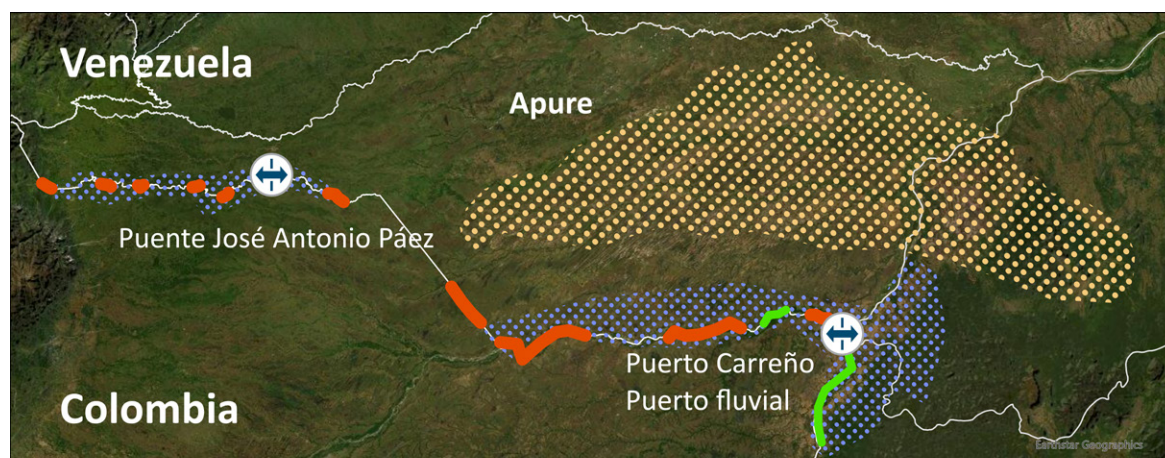 Venezuela
Apure
Puente José Antonio Páez
Puerto Carreño
Puerto fluvial
Colombia
Earthstar Geographics